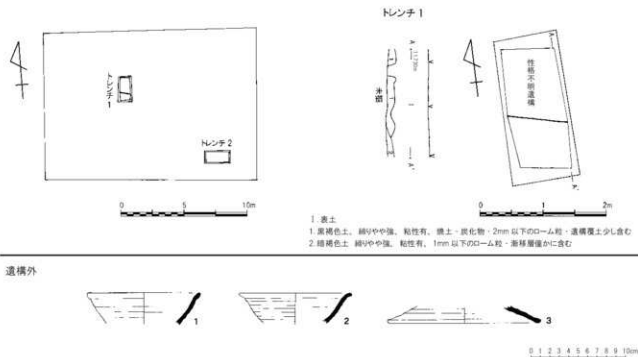 トレンチ 1
トレンチ 1
トレンチ 2
0 5 10m
A
A'
性格不明遺構
A
A'
0 1 2m
I. 表土
1. 黒褐色土、締りやや強、粘性有、焼土・炭化物・2mm 以下のローム粒・遺構覆土少し含む
2. 暗褐色土 締りやや強、粘性有、1mm 以下のローム粒・漸移層僅かに含む
遺構外
1
2
3
0 1 2 3 4 5 6 7 8 9 10cm